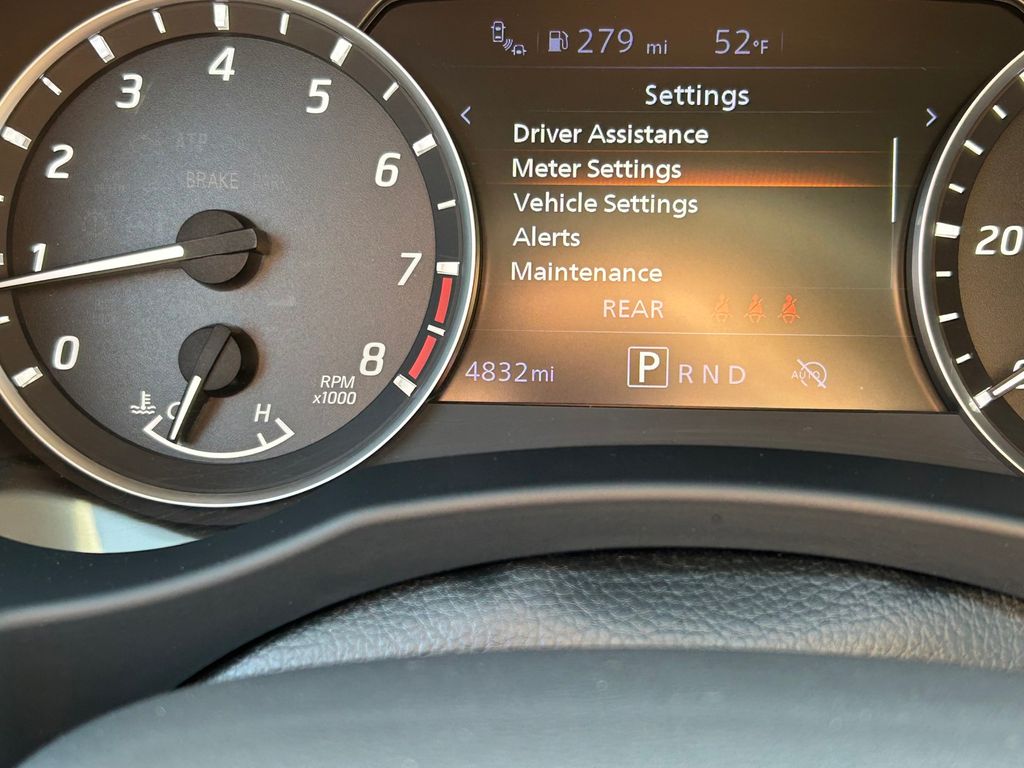 279 mi 52°F
Settings
Driver Assistance
Meter Settings
Vehicle Settings
Alerts
Maintenance
REAR
4832mi P R N D AUTO
4
3
5
2
6
BRAKE
1
7
0
8
RPM
x1000
C H
20